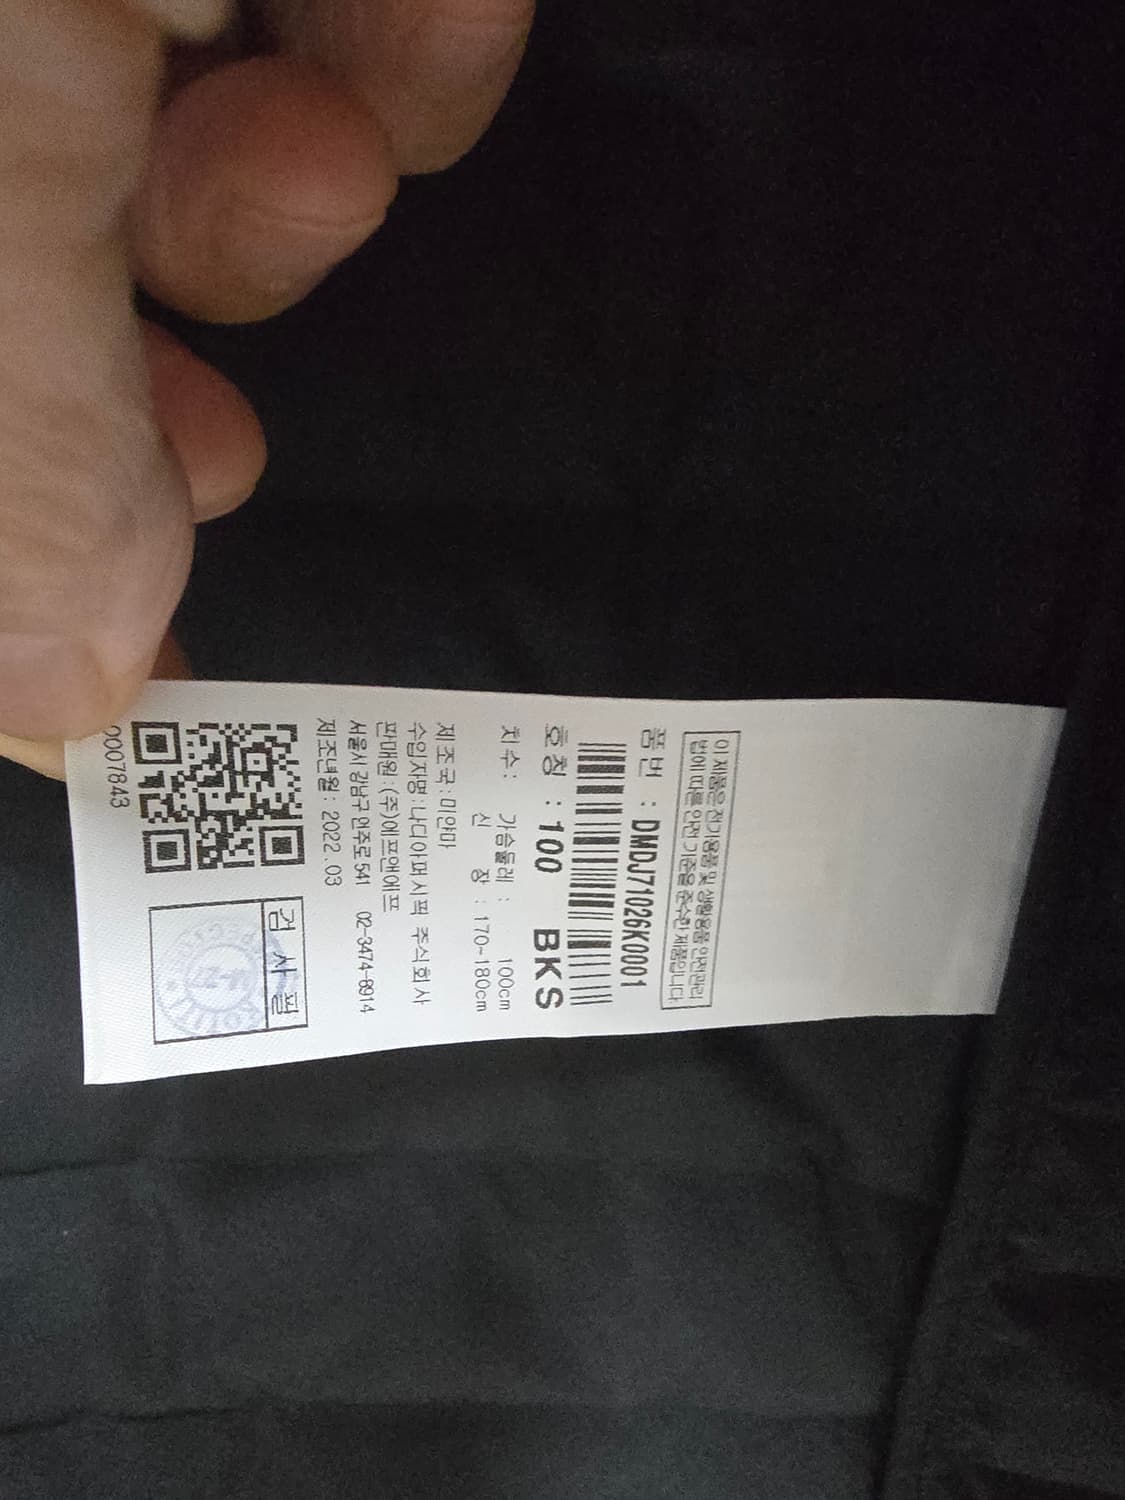 이 제품은 전기용품 및 생활용품 안전관리
법에 따른 안전 기준을 준수한 제품입니다
품번 : DMDJ71026K0001
호칭 : 100 BKS
치수: 가슴둘레 : 100cm
신 장 : 170~180cm
제조국:미얀마
수입자명:나디아퍼시픽 주식회사
판매원:(주)에프앤에프
서울시 강남구 언주로 541 02-3474-8914
제조년월: 2022.03
검사필
0007843